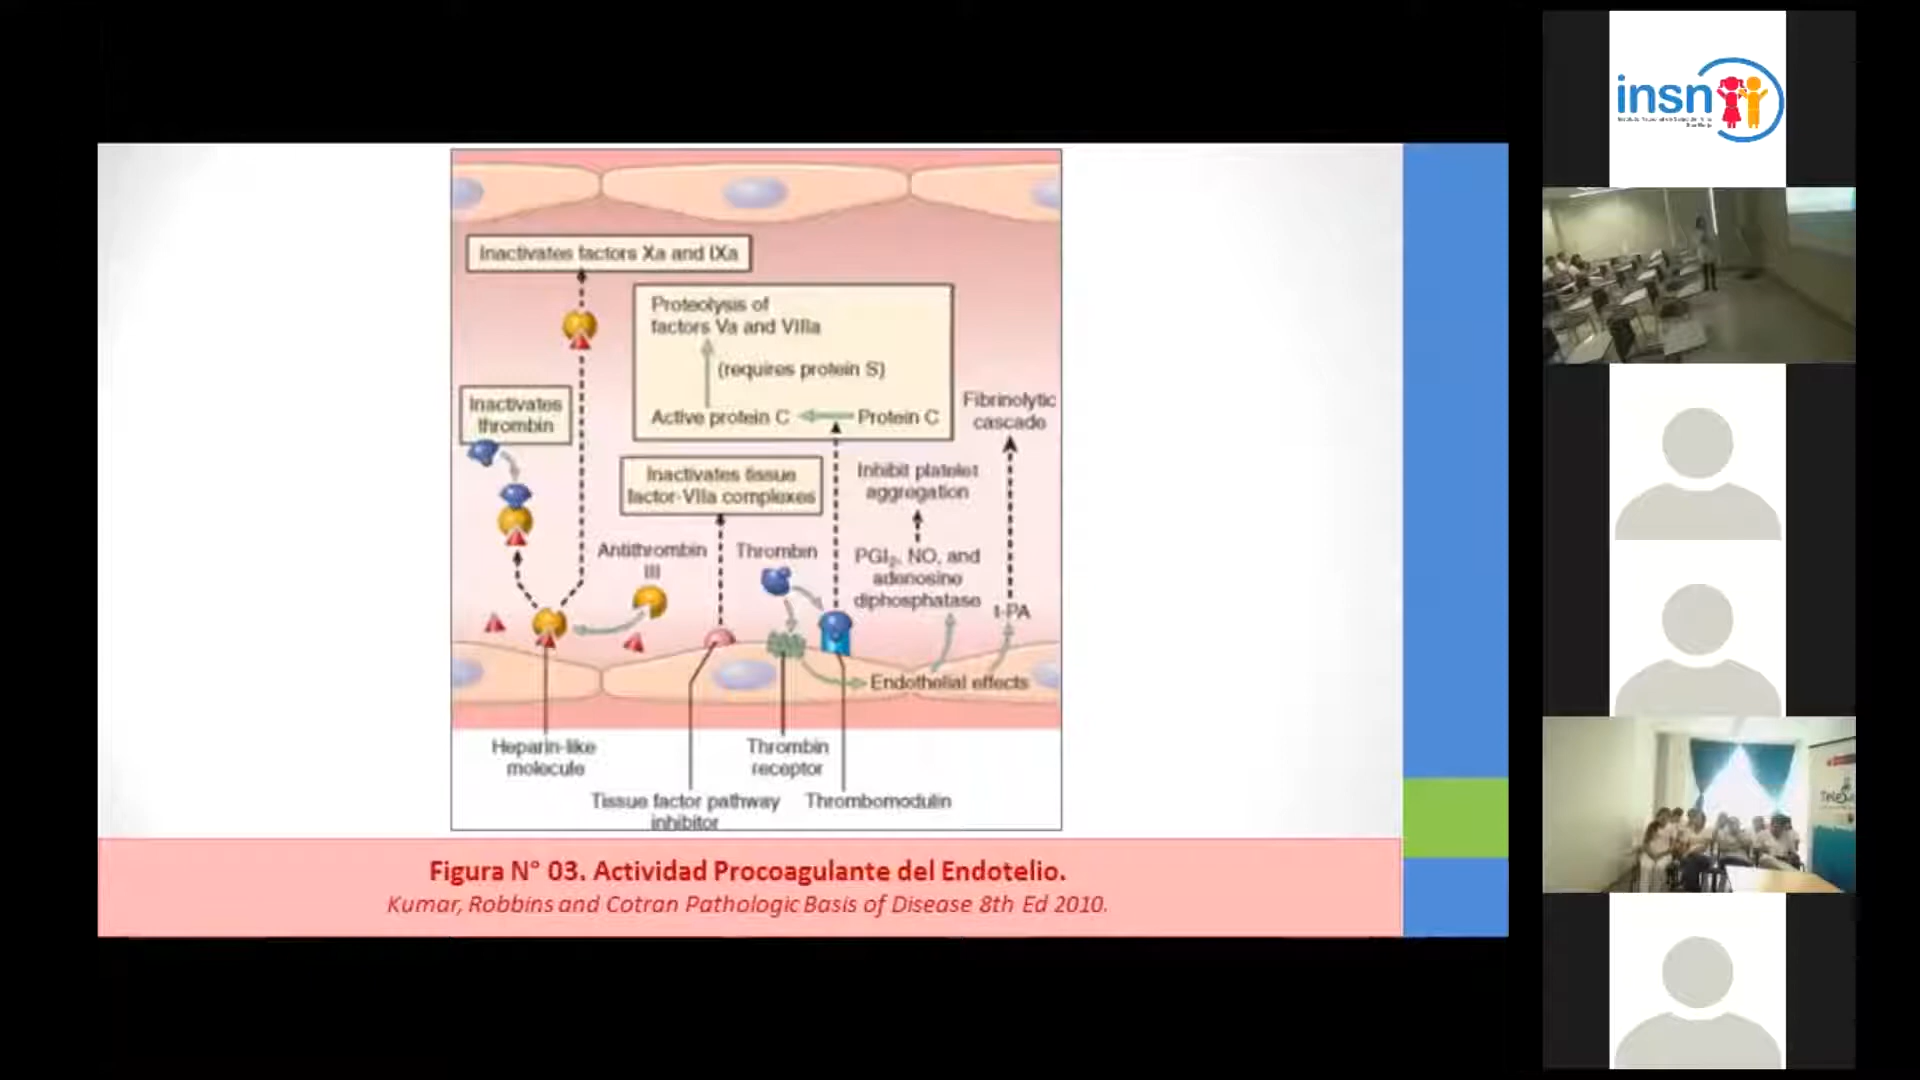 Inactivates factors Xa and IXa
Proteolysis of
factors Va and VIIIa
(requires protein S)
Active protein C
Protein C
Fibrinolytic
cascade
Inactivates
thrombin
Inactivates tissue
factor-VIIa complexes
Inhibit platelet
aggregation
Antithrombin
III
Thrombin
PGI₂, NO, and
adenosine
diphosphatase
t-PA
Endothelial effects
Heparin-like
molecule
Thrombin
receptor
Tissue factor pathway
inhibitor
Thrombomodulin
Figura N° 03. Actividad Procoagulante del Endotelio.
Kumar, Robbins and Cotran Pathologic Basis of Disease 8th Ed 2010.
insn